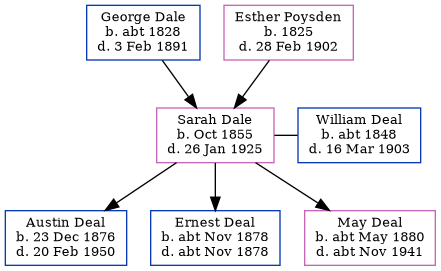 George Dale
b. abt 1828
d. 3 Feb 1891
Esther Poysden
b. 1825
d. 28 Feb 1902
Sarah Dale
b. Oct 1855
d. 26 Jan 1925
William Deal
b. abt 1848
d. 16 Mar 1903
Austin Deal
b. 23 Dec 1876
d. 20 Feb 1950
Ernest Deal
b. abt Nov 1878
d. abt Nov 1878
May Deal
b. abt May 1880
d. abt Nov 1941